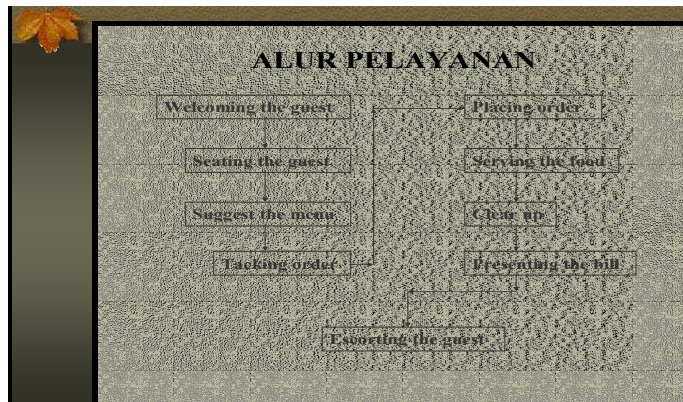 ALUR PELAYANAN
Welcoming the guest
Seating the guest
Suggest the menu
Tacking order
Placing order
Serving the food
Clear up
Presenting the bill
Escorting the guest